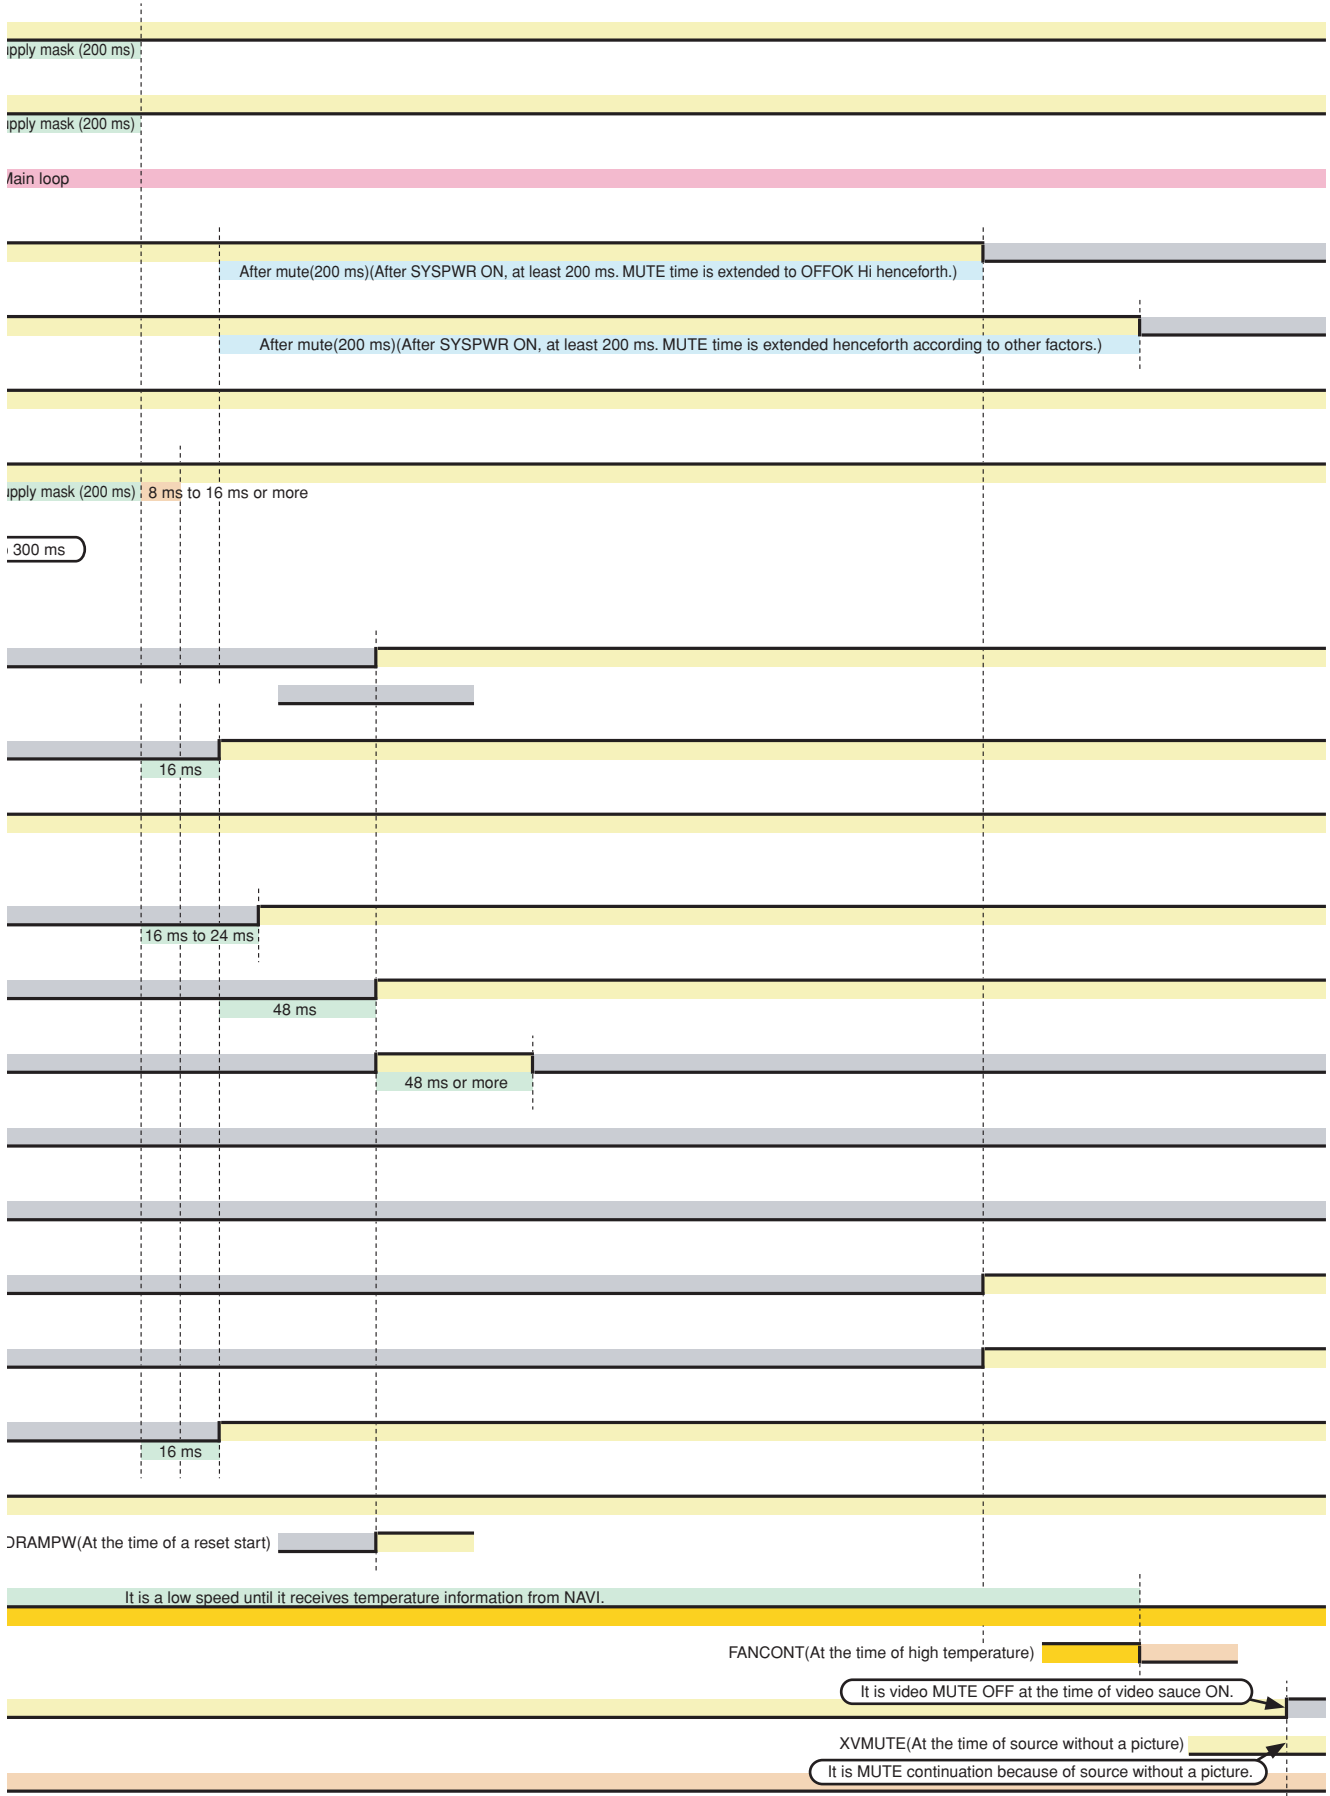 upply mask (200 ms)
upply mask (200 ms)
Main loop
After mute(200 ms)(After SYSPWR ON, at least 200 ms. MUTE time is extended to OFFOK Hi henceforth.)
After mute(200 ms)(After SYSPWR ON, at least 200 ms. MUTE time is extended henceforth according to other factors.)
upply mask (200 ms) 8 ms to 16 ms or more
300 ms
16 ms
16 ms to 24 ms
48 ms
48 ms or more
16 ms
DRAMPW(At the time of a reset start)
It is a low speed until it receives temperature information from NAVI.
FANCONT(At the time of high temperature)
It is video MUTE OFF at the time of video sauce ON.
XVMUTE(At the time of source without a picture)
It is MUTE continuation because of source without a picture.